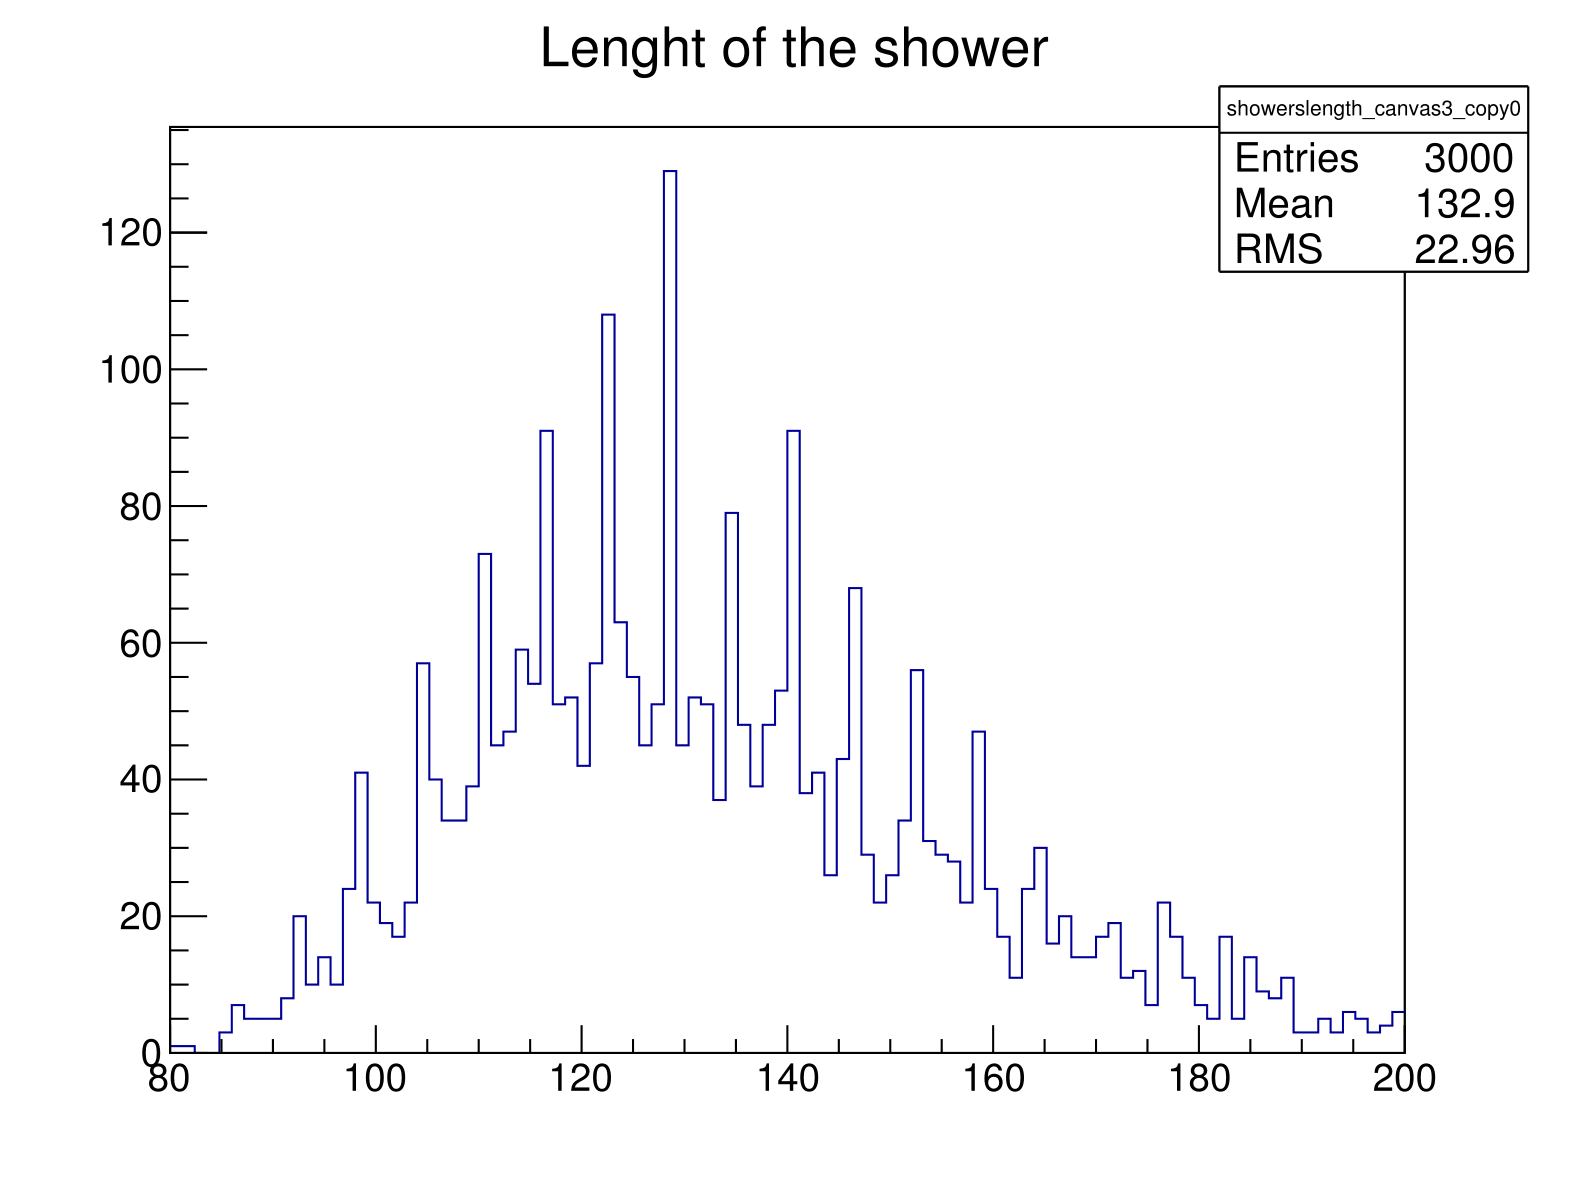 Lenght of the shower
showerslength_canvas3_copy0
Entries 3000
Mean 132.9
RMS 22.96
120
100
80
60
40
20
0
80 100 120 140 160 180 200